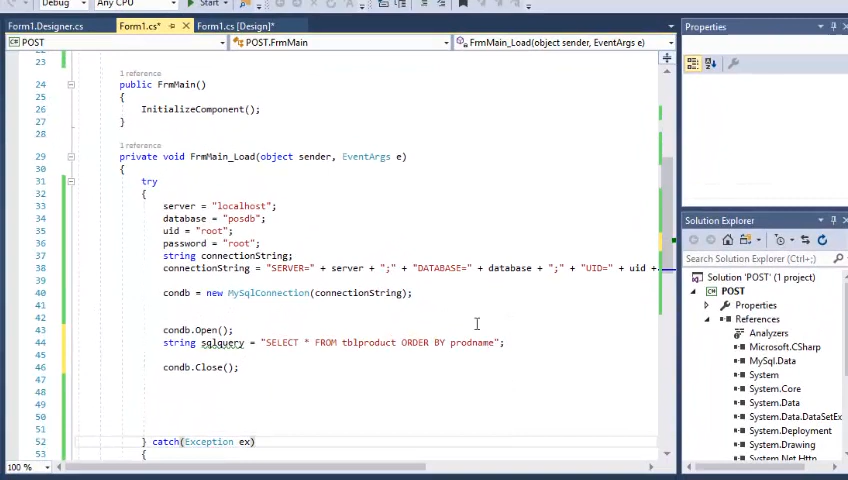 Debug
Any CPU
Start
Form1.Designer.cs
Form1.cs*
Form1.cs [Design]*
POST
POST.FrmMain
FrmMain_Load(object sender, EventArgs e)
23
1 reference
24 public FrmMain()
25 {
26 InitializeComponent();
27 }
28
1 reference
29 private void FrmMain_Load(object sender, EventArgs e)
30 {
31 try
32 {
33 server = "localhost";
34 database = "posdb";
35 uid = "root";
36 password = "root";
37 string connectionString;
38 connectionString = "SERVER=" + server + ";" + "DATABASE=" + database + ";" + "UID=" + uid +
39
40 condb = new MySqlConnection(connectionString);
41
42
43 condb.Open();
44 string sqlquery = "SELECT * FROM tblproduct ORDER BY prodname";
45
46 condb.Close();
47
48
49
50
51
52 } catch(Exception ex)
53 {
100 %
Properties
Solution Explorer
Search Solution Explorer (Ctrl+;)
Solution 'POST' (1 project)
POST
Properties
References
Analyzers
Microsoft.CSharp
MySql.Data
System
System.Core
System.Data
System.Data.DataSetEx
System.Deployment
System.Drawing
System.Net.Http